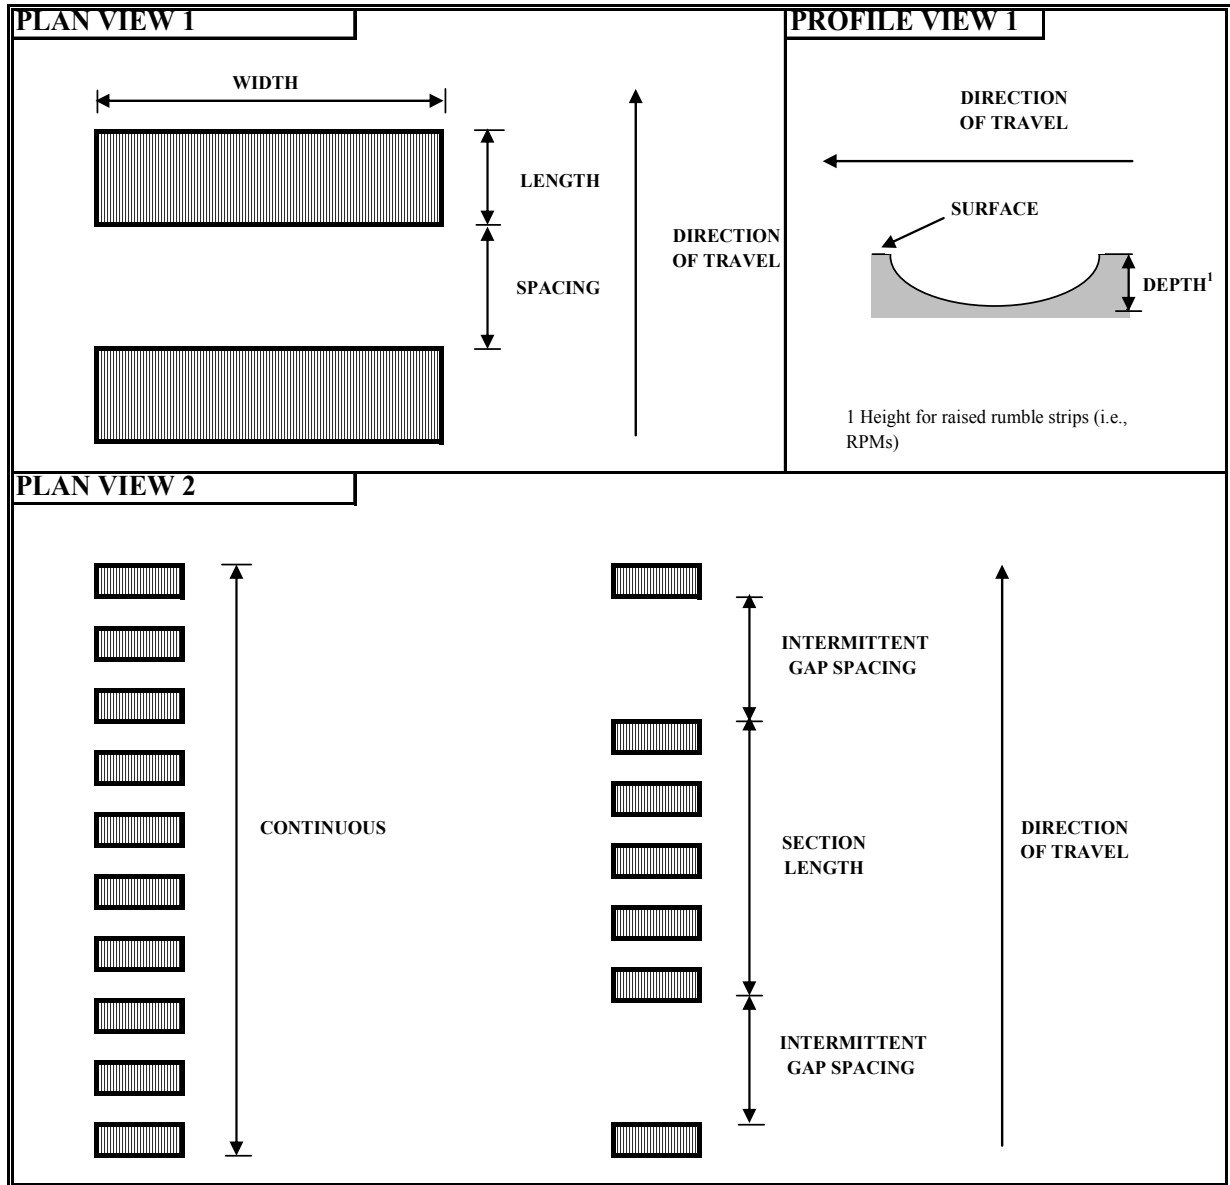 PLAN VIEW 1
WIDTH
LENGTH
SPACING
DIRECTION
OF TRAVEL
PROFILE VIEW 1
DIRECTION
OF TRAVEL
SURFACE
DEPTH¹
1 Height for raised rumble strips (i.e.,
RPMs)
PLAN VIEW 2
CONTINUOUS
INTERMITTENT
GAP SPACING
SECTION
LENGTH
INTERMITTENT
GAP SPACING
DIRECTION
OF TRAVEL